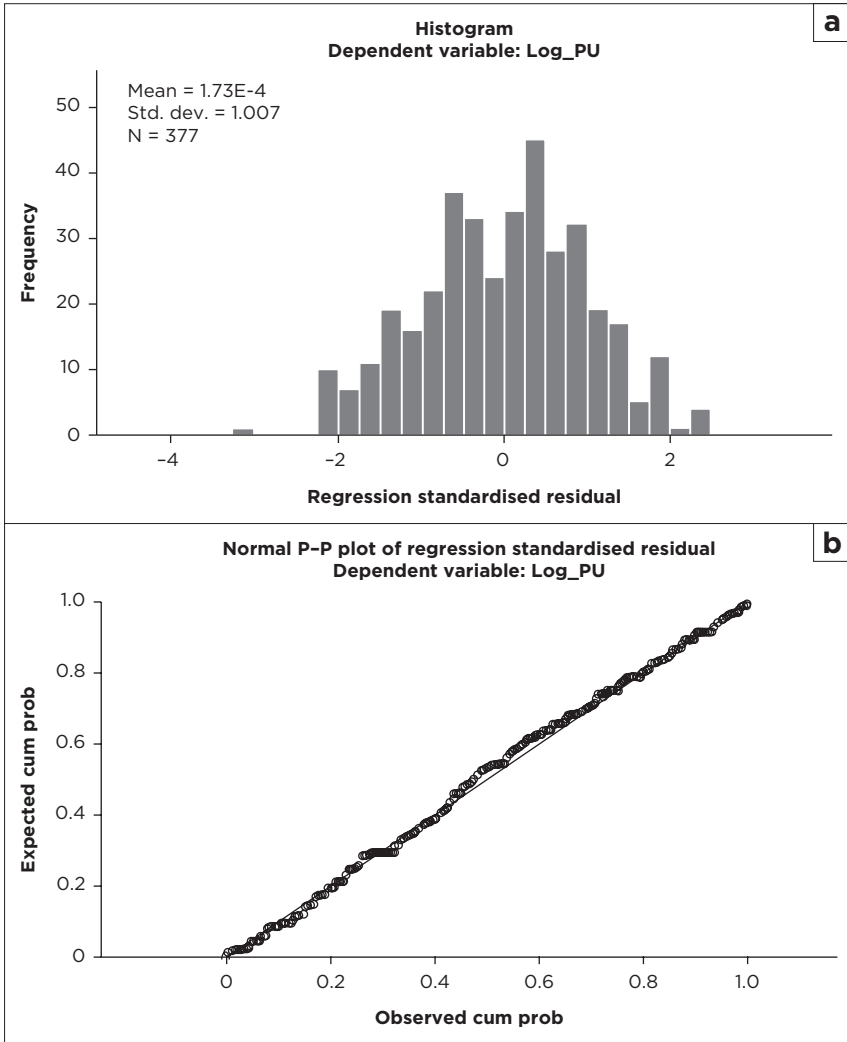 a
Histogram
Dependent variable: Log_PU
Mean = 1.73E-4
Std. dev. = 1.007
N = 377
50
40
30
20
10
0
Frequency
–4
–2
0
2
Regression standardised residual
b
Normal P–P plot of regression standardised residual
Dependent variable: Log_PU
1.0
0.8
0.6
0.4
0.2
0
Expected cum prob
0
0.2
0.4
0.6
0.8
1.0
Observed cum prob